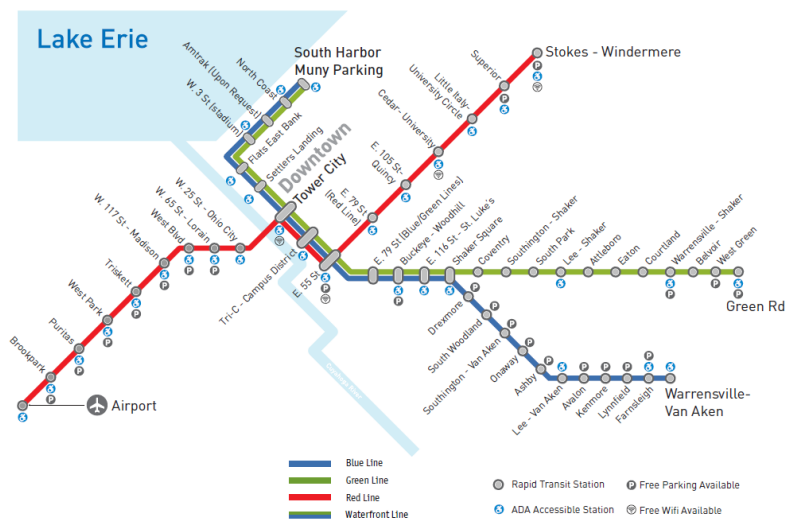 Lake Erie
South Harbor
Muny Parking
North Coast
Amtrak (Upon Request)
W. 3 St (stadium)
Flats East Bank
Settlers Landing
Downtown
Tower City
Stokes - Windermere
Superior
Little Italy-
University Circle
Cedar- University
E. 105 St-
Quincy
E. 79 St
(Red Line)
W. 25 St - Ohio City
W. 65 St - Lorain
West Blvd
W. 117 St - Madison
Triskett
West Park
Puritas
Brookpark
Airport
Tri-C - Campus District
E. 55 St
E. 79 St (Blue/Green Lines)
Buckeye - Woodhill
E. 116 St - St. Luke's
Shaker Square
Coventry
Southington - Shaker
South Park
Lee - Shaker
Attleboro
Eaton
Courtland
Warrensville - Shaker
Belvoir
West Green
Green Rd
Drexmore
South Woodland
Southington - Van Aken
Onaway
Ashby
Lee - Van Aken
Avalon
Kenmore
Lynnfield
Farnsleigh
Warrensville-
Van Aken
Blue Line
Green Line
Red Line
Waterfront Line
Rapid Transit Station
P Free Parking Available
ADA Accessible Station
Free Wifi Available